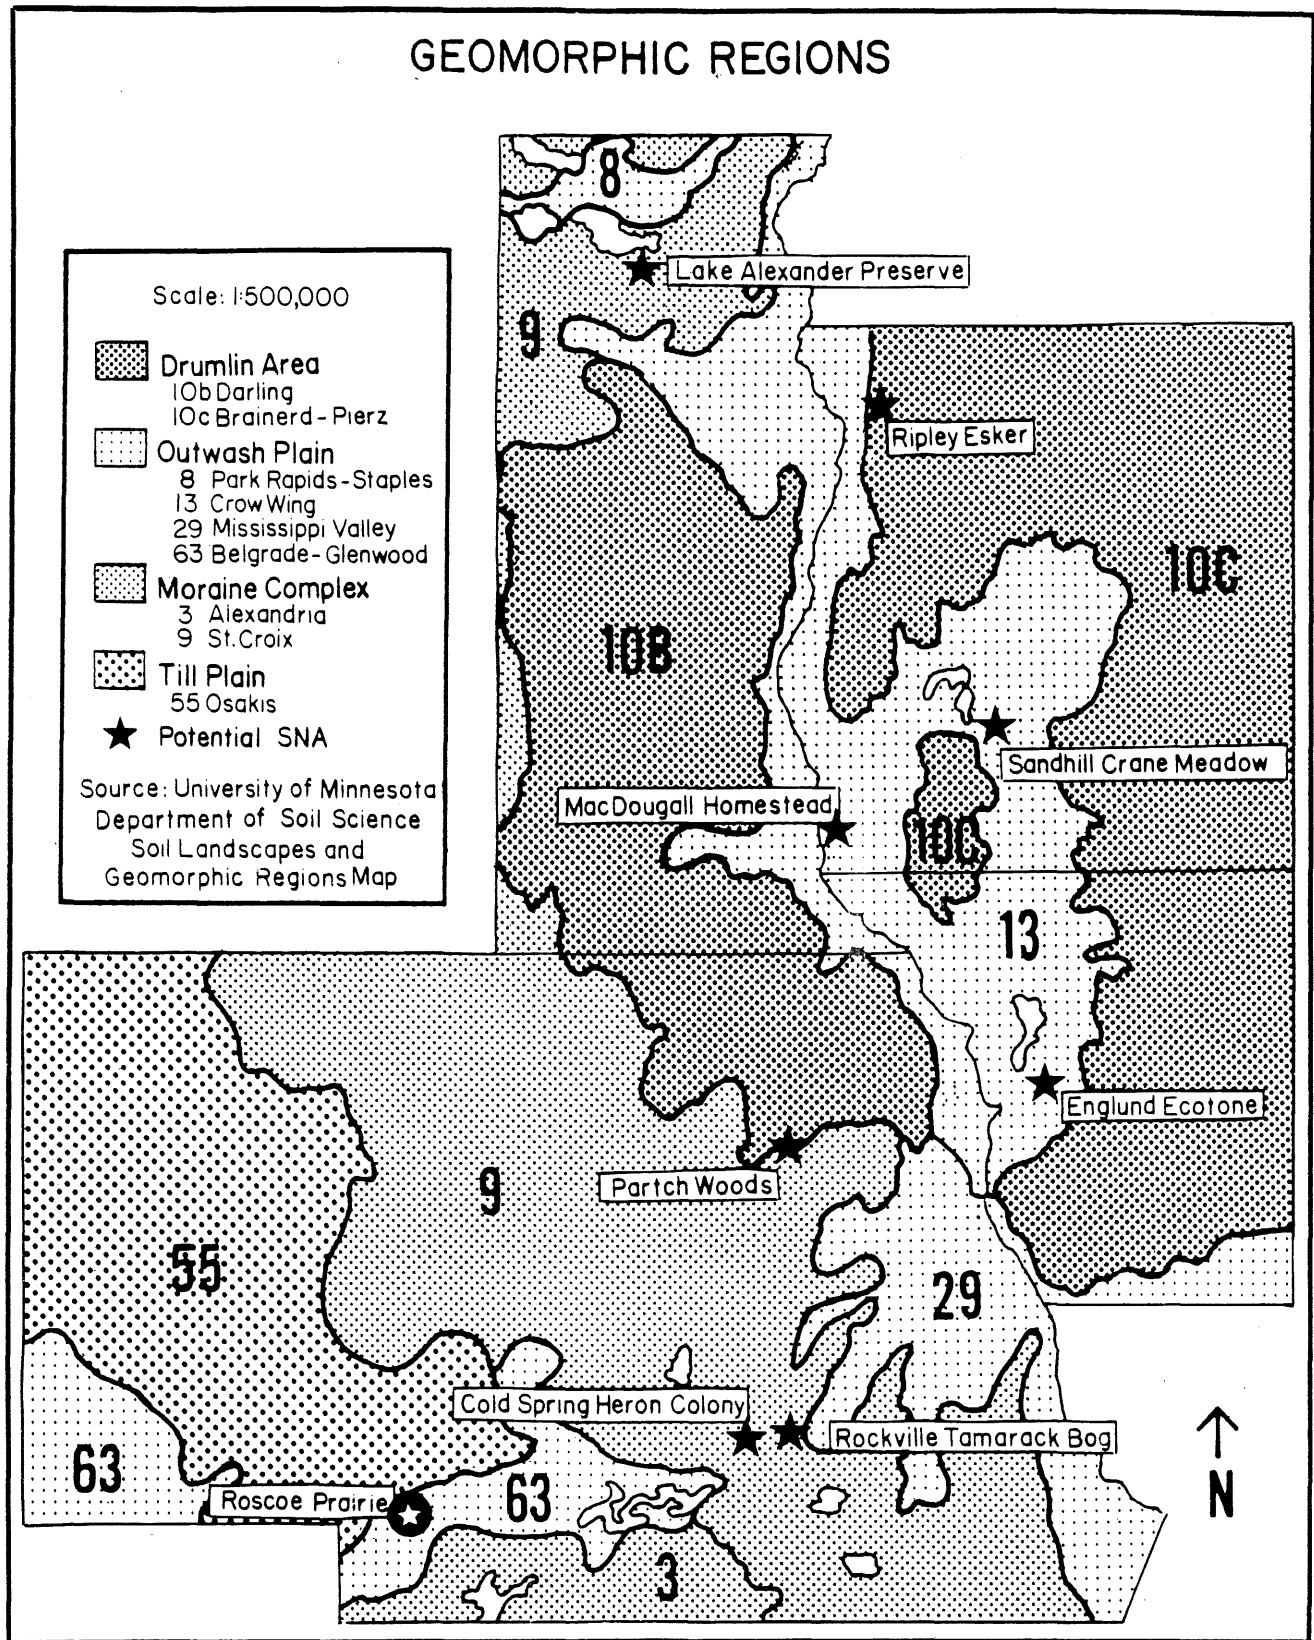 GEOMORPHIC REGIONS
8
Lake Alexander Preserve
Scale: 1:500,000
9
Drumlin Area
10b Darling
10c Brainerd-Pierz
Ripley Esker
Outwash Plain
8 Park Rapids-Staples
13 Crow Wing
29 Mississippi Valley
63 Belgrade-Glenwood
10C
Moraine Complex
3 Alexandria
9 St. Croix
10B
Till Plain
55 Osakis
Potential SNA
Sandhill Crane Meadow
Source: University of Minnesota
Department of Soil Science
Soil Landscapes and
Geomorphic Regions Map
MacDougall Homestead
10C
13
Englund Ecotone
Partch Woods
9
55
29
Cold Spring Heron Colony
Rockville Tamarack Bog
63
Roscoe Prairie
63
N
3